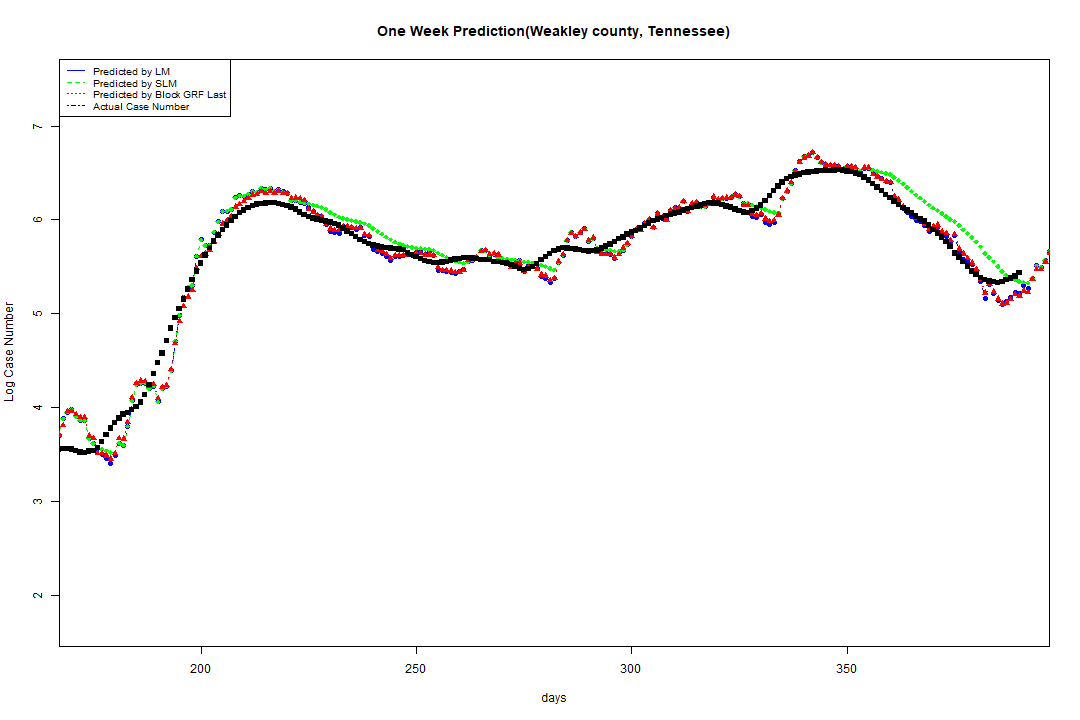 One Week Prediction(Weakley county, Tennessee)
Predicted by LM
Predicted by SLM
Predicted by Block GRF Last
Actual Case Number
7
6
5
4
3
2
Log Case Number
200 250 300 350
days